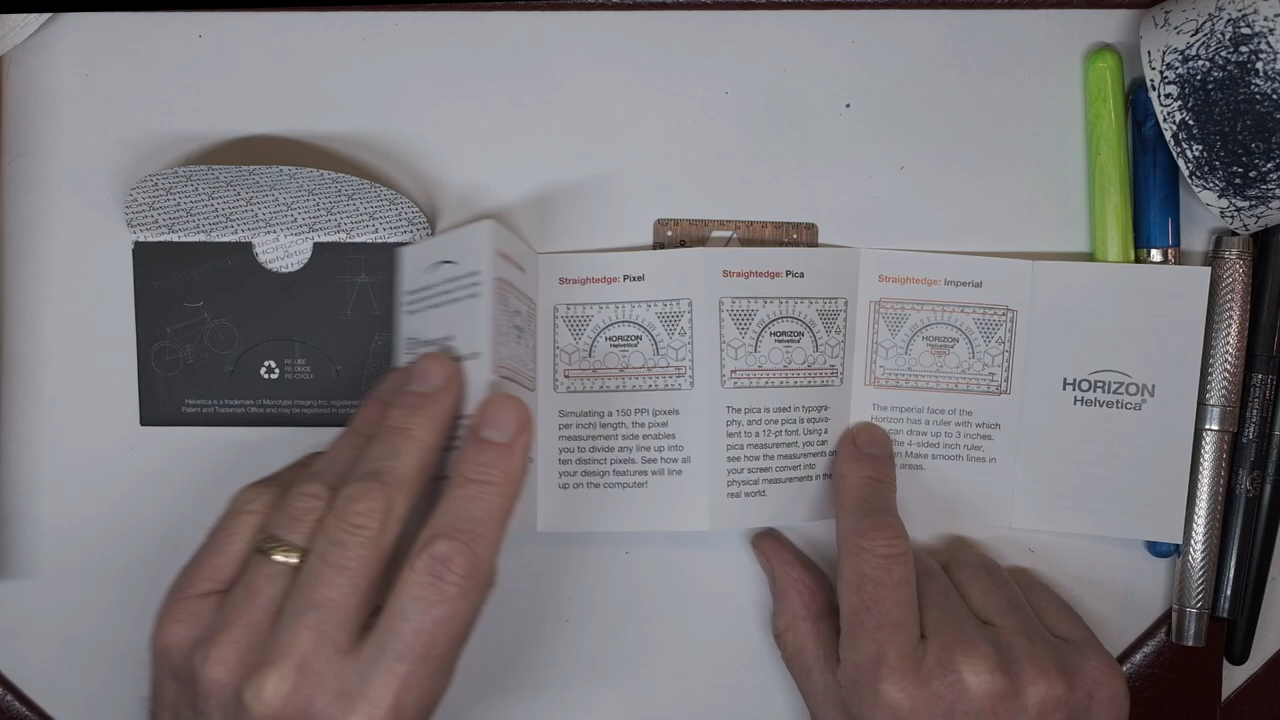 HORIZON
RE-USE
RE-DUCE
RE-CYCLE
Helvetica is a trademark of Monotype Imaging Inc. registered
Patent and Trademark Office and may be registered in certain
Straightedge: Pixel
HORIZON
Helvetica
Simulating a 150 PPI (pixels
per inch) length, the pixel
measurement side enables
you to divide any line up into
ten distinct pixels. See how all
your design features will line
up on the computer!
Straightedge: Pica
HORIZON
Helvetica
The pica is used in typogra-
phy, and one pica is equiva-
lent to a 12-pt font. Using a
pica measurement, you can
see how the measurements on
your screen convert into
physical measurements in the
real world.
Straightedge: Imperial
HORIZON
Helvetica
The imperial face of the
Horizon has a ruler with which
can draw up to 3 inches.
the 4-sided inch ruler,
Make smooth lines in
areas.
HORIZON
Helvetica®